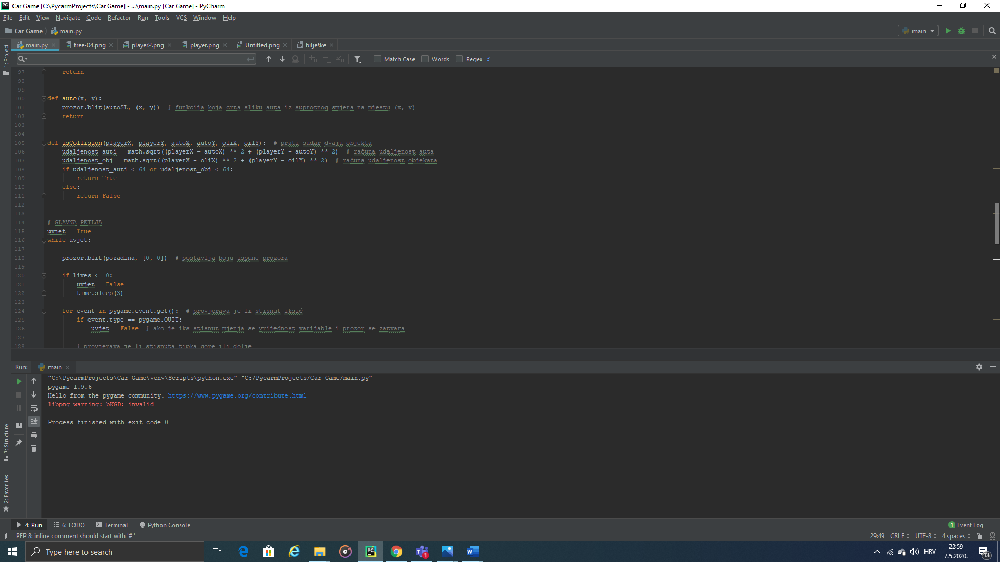 Car Game [C:\PycarmProjects\Car Game] - ...\main.py [Car Game] - PyCharm
File Edit View Navigate Code Refactor Run Tools VCS Window Help
Car Game main.py main
main.py tree-04.png player2.png player.png Untitled.png bilješke
Match Case Words Regex ?
1: Project
97 return
98
99
100 def auto(x, y):
101 prozor.blit(autoSL, (x, y))  # funkcija koja crta sliku auta iz suprotnog smjera na mjestu (x, y)
102 return
103
104
105 def isCollision(playerX, playerY, autoX, autoY, oliX, oilY):  # prati sudar dvaju objekta
106 udaljenost_auti = math.sqrt((playerX - autoX) ** 2 + (playerY - autoY) ** 2)  # računa udaljenost auta
107 udaljenost_obj = math.sqrt((playerX - oliX) ** 2 + (playerY - oilY) ** 2)  # računa udaljenost objekata
108 if udaljenost_auti < 64 or udaljenost_obj < 64:
109 return True
110 else:
111 return False
112
113
114 # GLAVNA PETLJA
115 uvjet = True
116 while uvjet:
117
118 prozor.blit(pozadina, [0, 0])  # postavlja boju ispune prozora
119
120 if lives <= 0:
121 uvjet = False
122 time.sleep(3)
123
124 for event in pygame.event.get():  # provjerava je li stisnut iksić
125 if event.type == pygame.QUIT:
126 uvjet = False  # ako je iks stisnut mjenja se vrijednost varijable i prozor se zatvara
127
128 # provjerava je li stisnuta tipka gore ili dolje
Run: main
"C:\PycarmProjects\Car Game\venv\Scripts\python.exe" "C:/PycarmProjects/Car Game/main.py"
pygame 1.9.6
Hello from the pygame community. https://www.pygame.org/contribute.html
libpng warning: bKGD: invalid
Process finished with exit code 0
7: Structure
2: Favorites
4: Run 6: TODO Terminal Python Console 1 Event Log
PEP 8: inline comment should start with '# ' 29:49 CRLF UTF-8 4 spaces
Type here to search PC T 1 W HRV 22:59 13
7.5.2020.